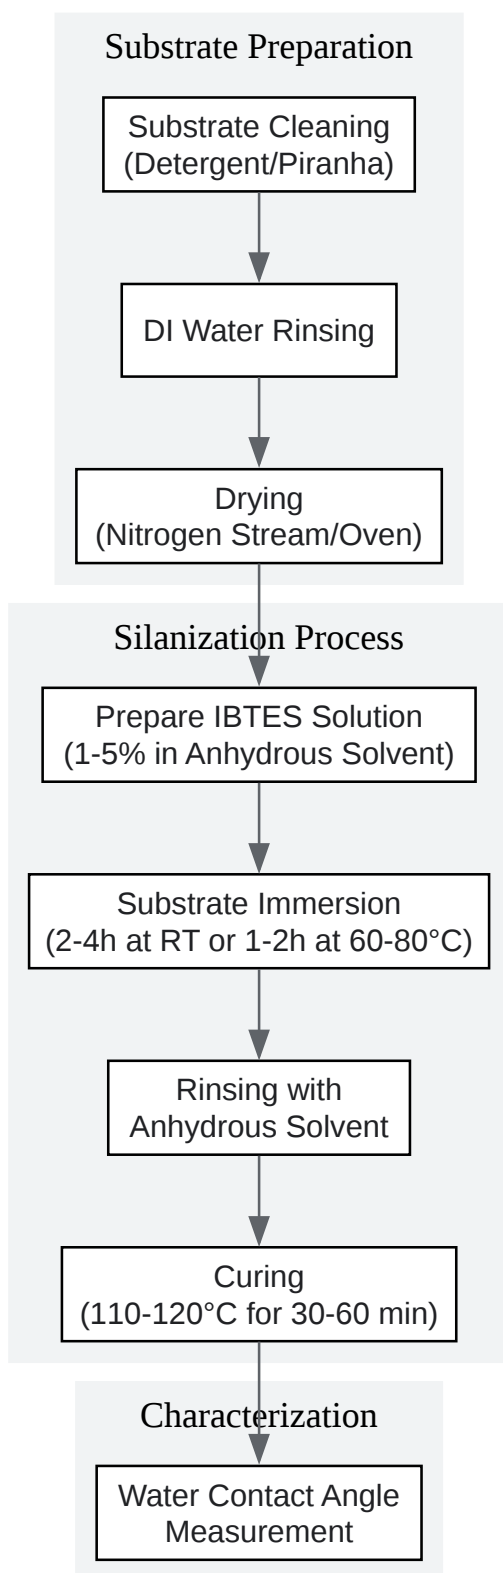 Substrate Preparation
Substrate Cleaning
(Detergent/Piranha)
DI Water Rinsing
Drying
(Nitrogen Stream/Oven)
Silanization Process
Prepare IBTES Solution
(1-5% in Anhydrous Solvent)
Substrate Immersion
(2-4h at RT or 1-2h at 60-80°C)
Rinsing with
Anhydrous Solvent
Curing
(110-120°C for 30-60 min)
Characterization
Water Contact Angle
Measurement